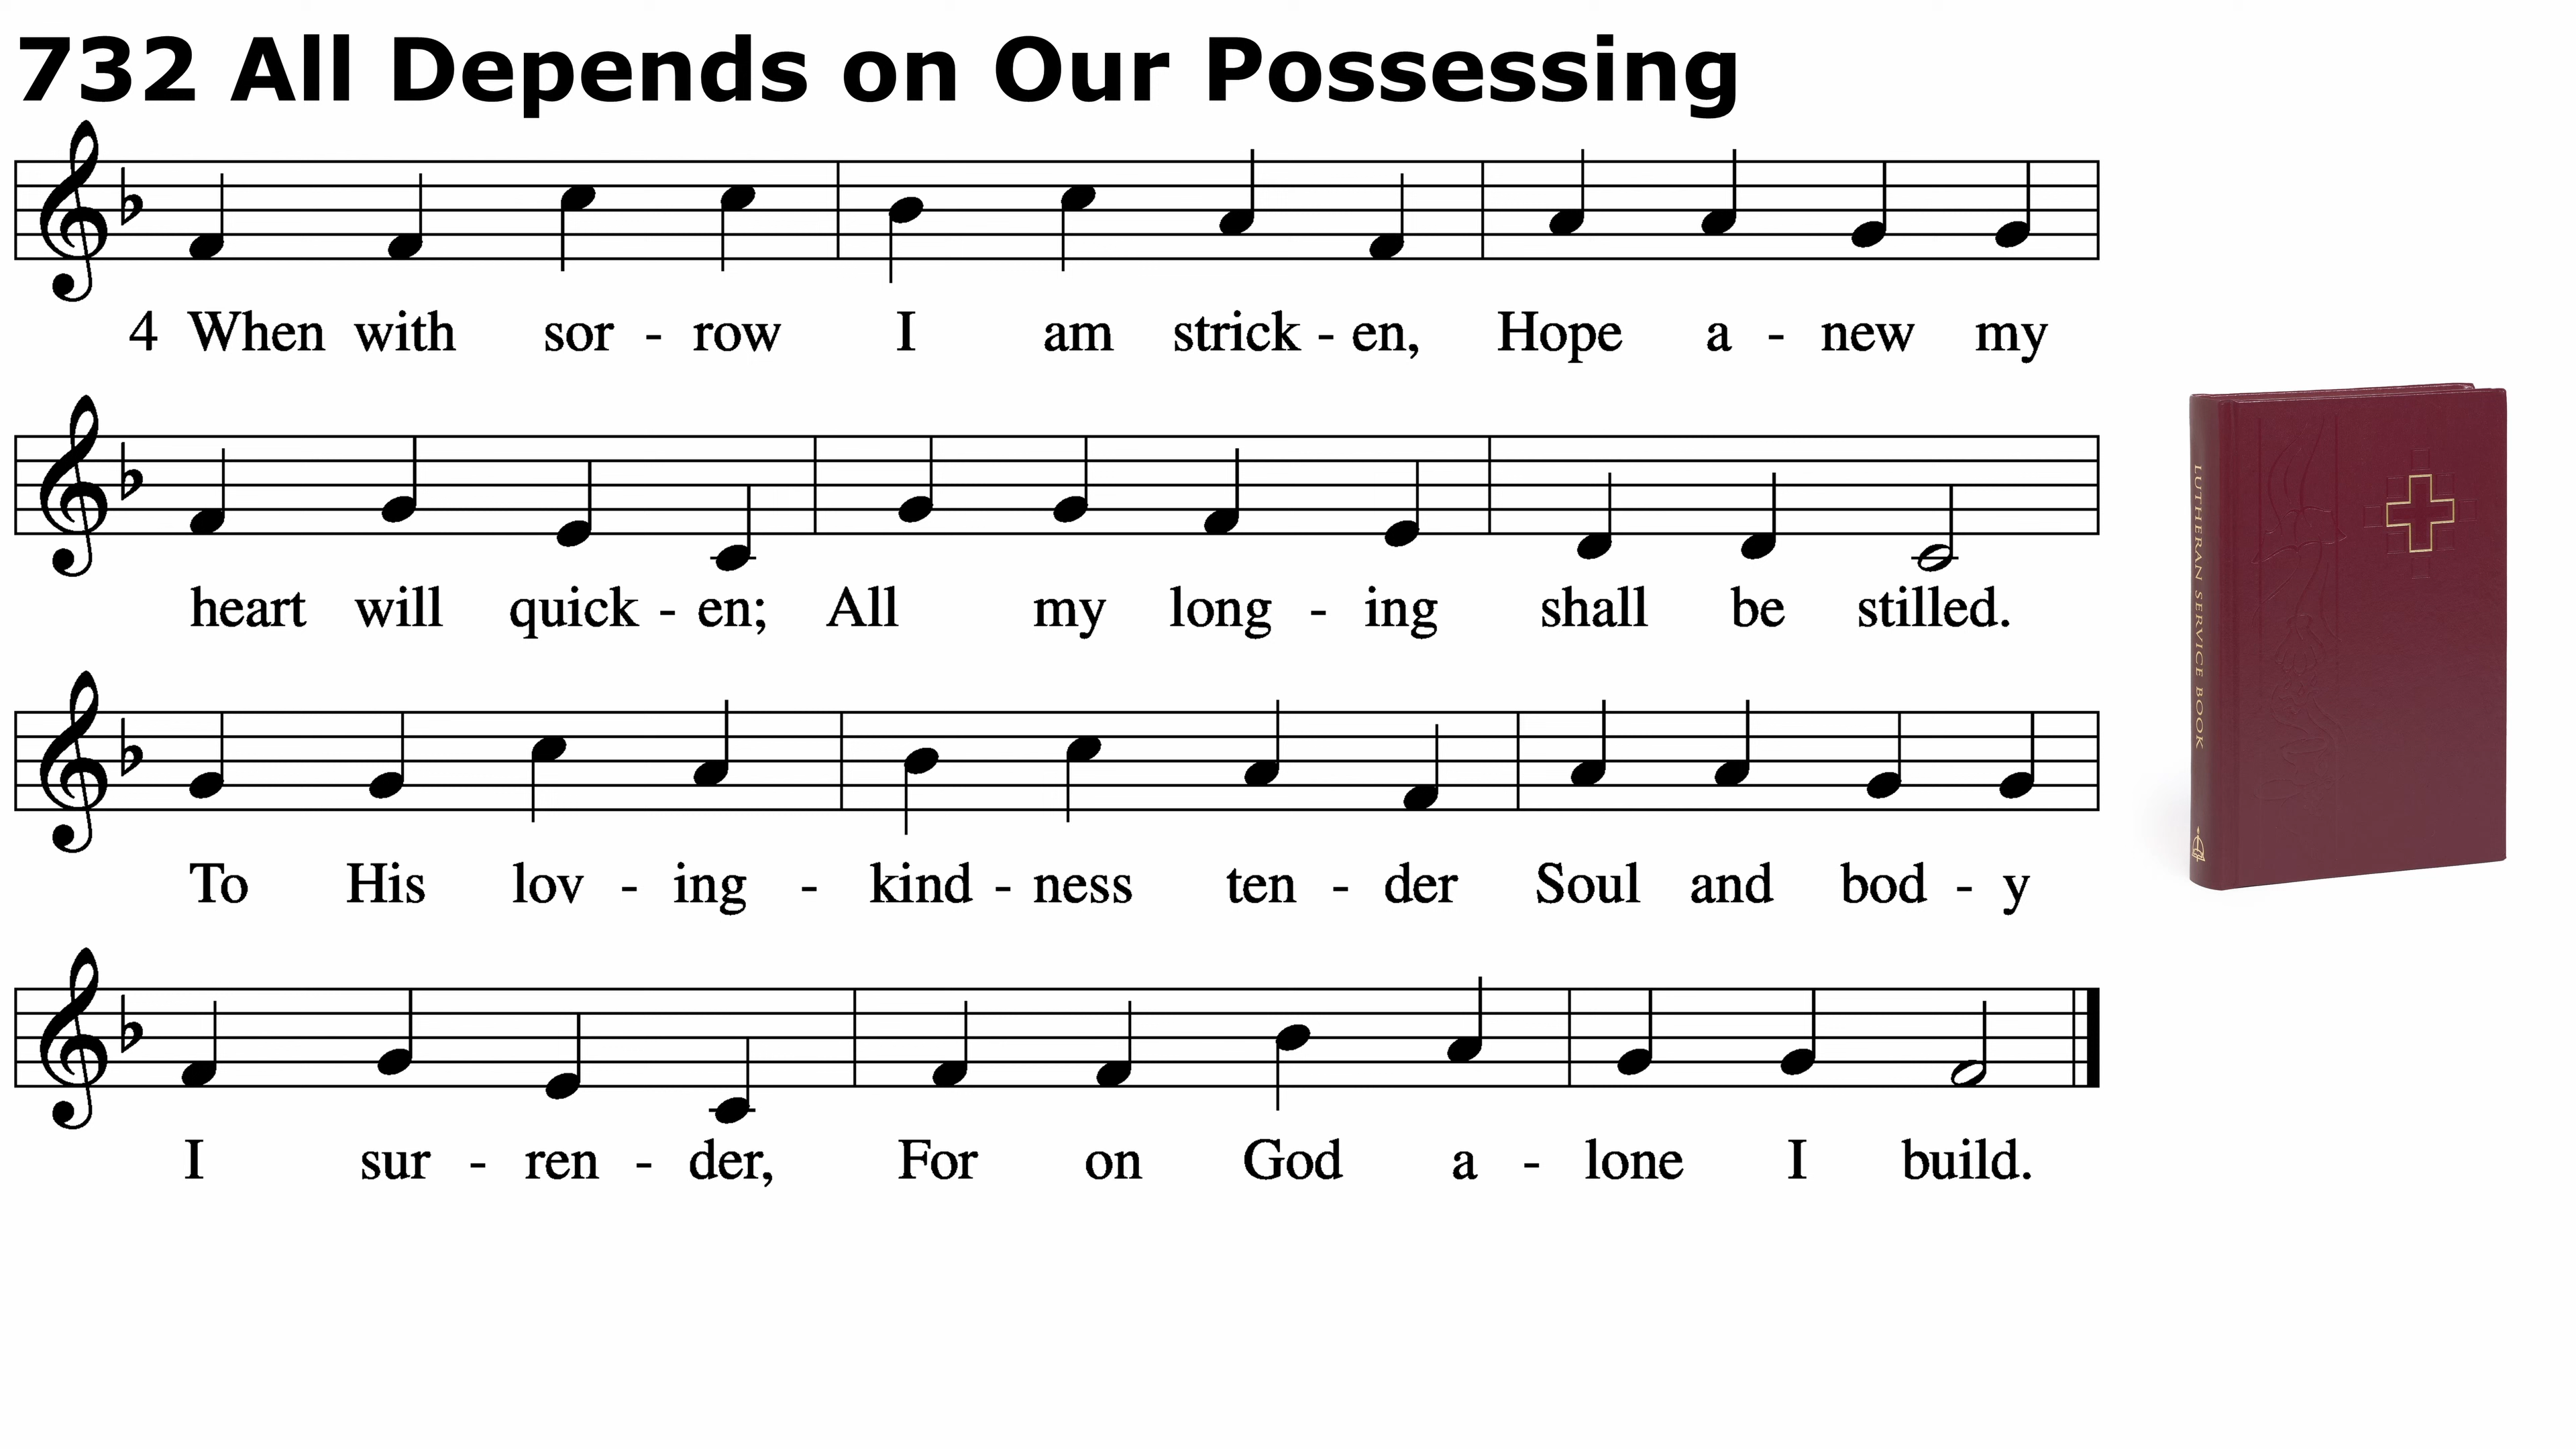 732 All Depends on Our Possessing
4 When with sor - row I am strick - en, Hope a - new my
heart will quick - en; All my long - ing shall be stilled.
To His lov - ing - kind - ness ten - der Soul and bod - y
I sur - ren - der, For on God a - lone I build.
LUTHERAN SERVICE BOOK